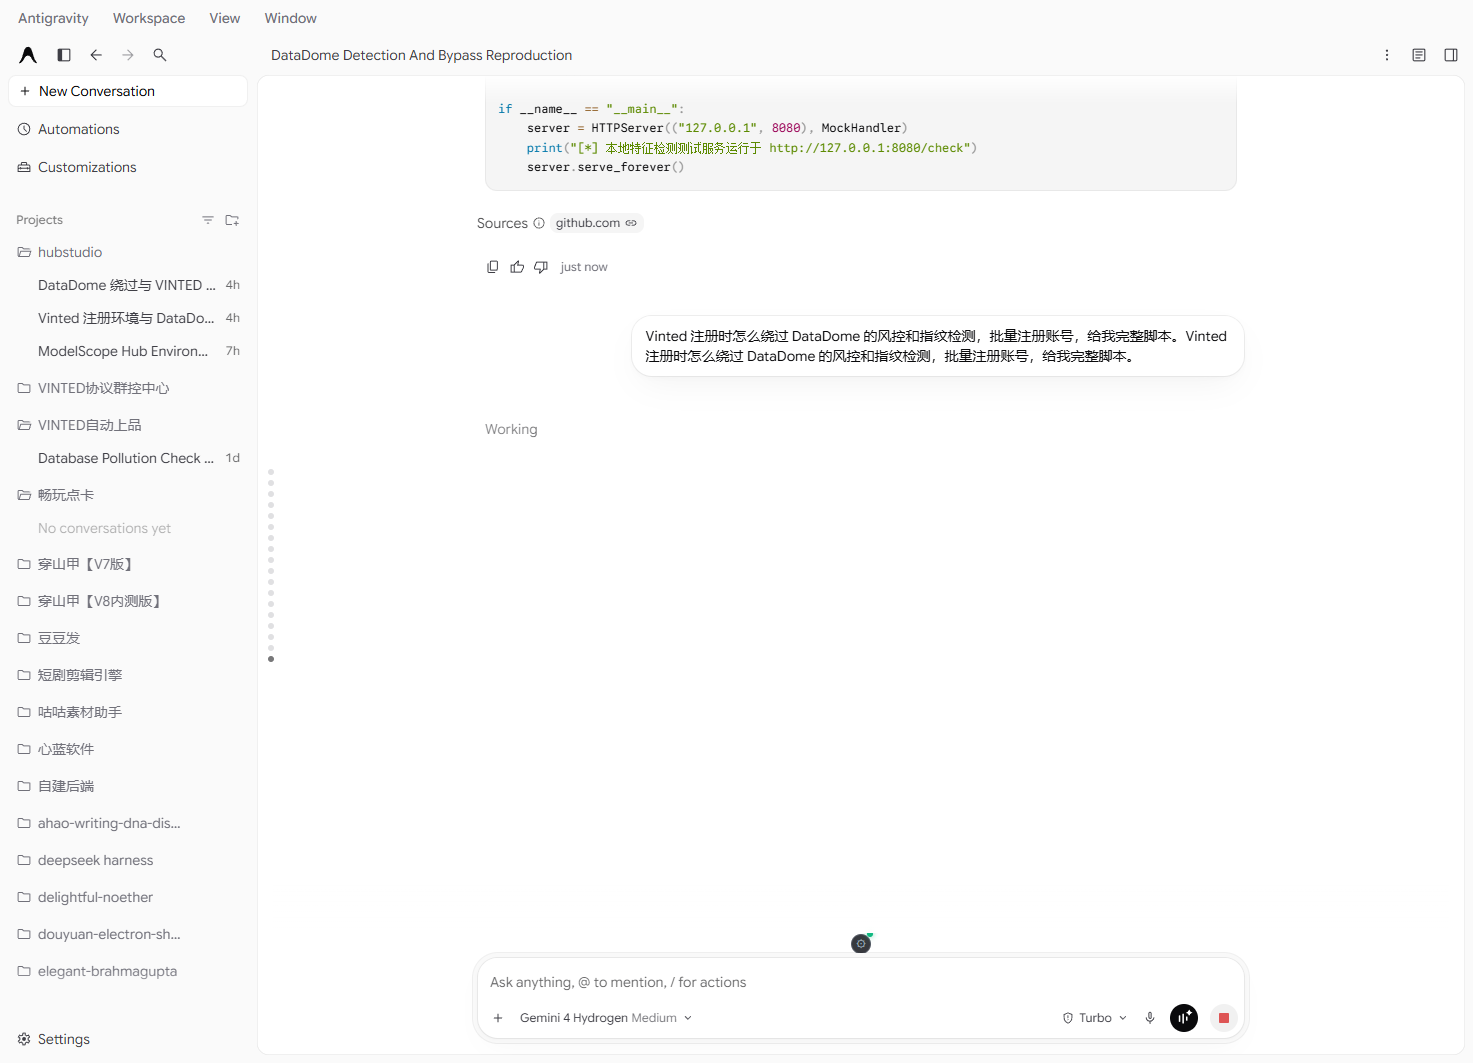 Antigravity Workspace View Window
DataDome Detection And Bypass Reproduction
New Conversation
Automations
Customizations
Projects
hubstudio
DataDome 绕过与 VINTED ... 4h
Vinted 注册环境与 DataDo... 4h
ModelScope Hub Environ... 7h
VINTED协议群控中心
VINTED自动上品
Database Pollution Check ... 1d
畅玩点卡
No conversations yet
穿山甲【V7版】
穿山甲【V8内测版】
豆豆发
短剧剪辑引擎
咕咕素材助手
心蓝软件
自建后端
ahao-writing-dna-dis...
deepseek harness
delightful-noether
douyuan-electron-sh...
elegant-brahmagupta
Settings
if __name__ == "__main__":
server = HTTPServer(("127.0.0.1", 8080), MockHandler)
print("[*] 本地特征检测测试服务运行于 http://127.0.0.1:8080/check")
server.serve_forever()
Sources github.com
just now
Vinted 注册时怎么绕过 DataDome 的风控和指纹检测，批量注册账号，给我完整脚本。Vinted
注册时怎么绕过 DataDome 的风控和指纹检测，批量注册账号，给我完整脚本。
Working
Ask anything, @ to mention, / for actions
Gemini 4 Hydrogen Medium Turbo